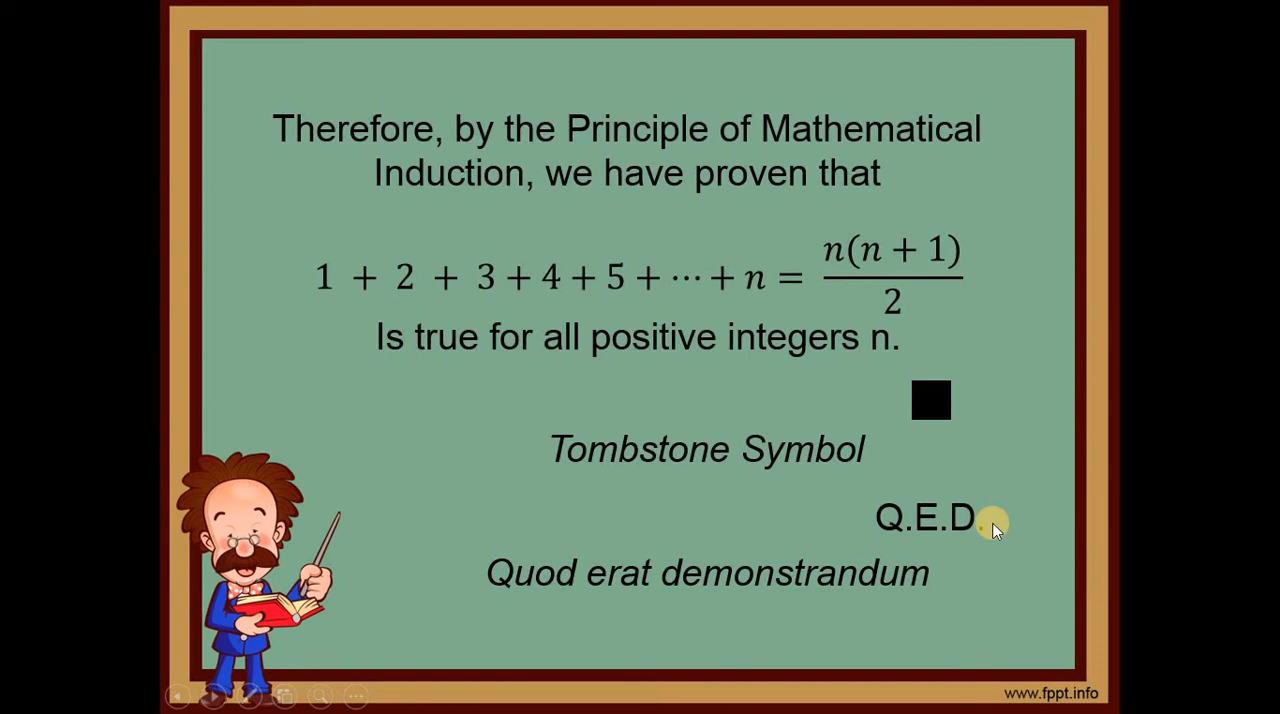 Therefore, by the Principle of Mathematical
Induction, we have proven that
1 + 2 + 3 + 4 + 5 + ⋯ + n = n(n + 1)/2
Is true for all positive integers n.
Tombstone Symbol
Q.E.D.
Quod erat demonstrandum
www.fppt.info